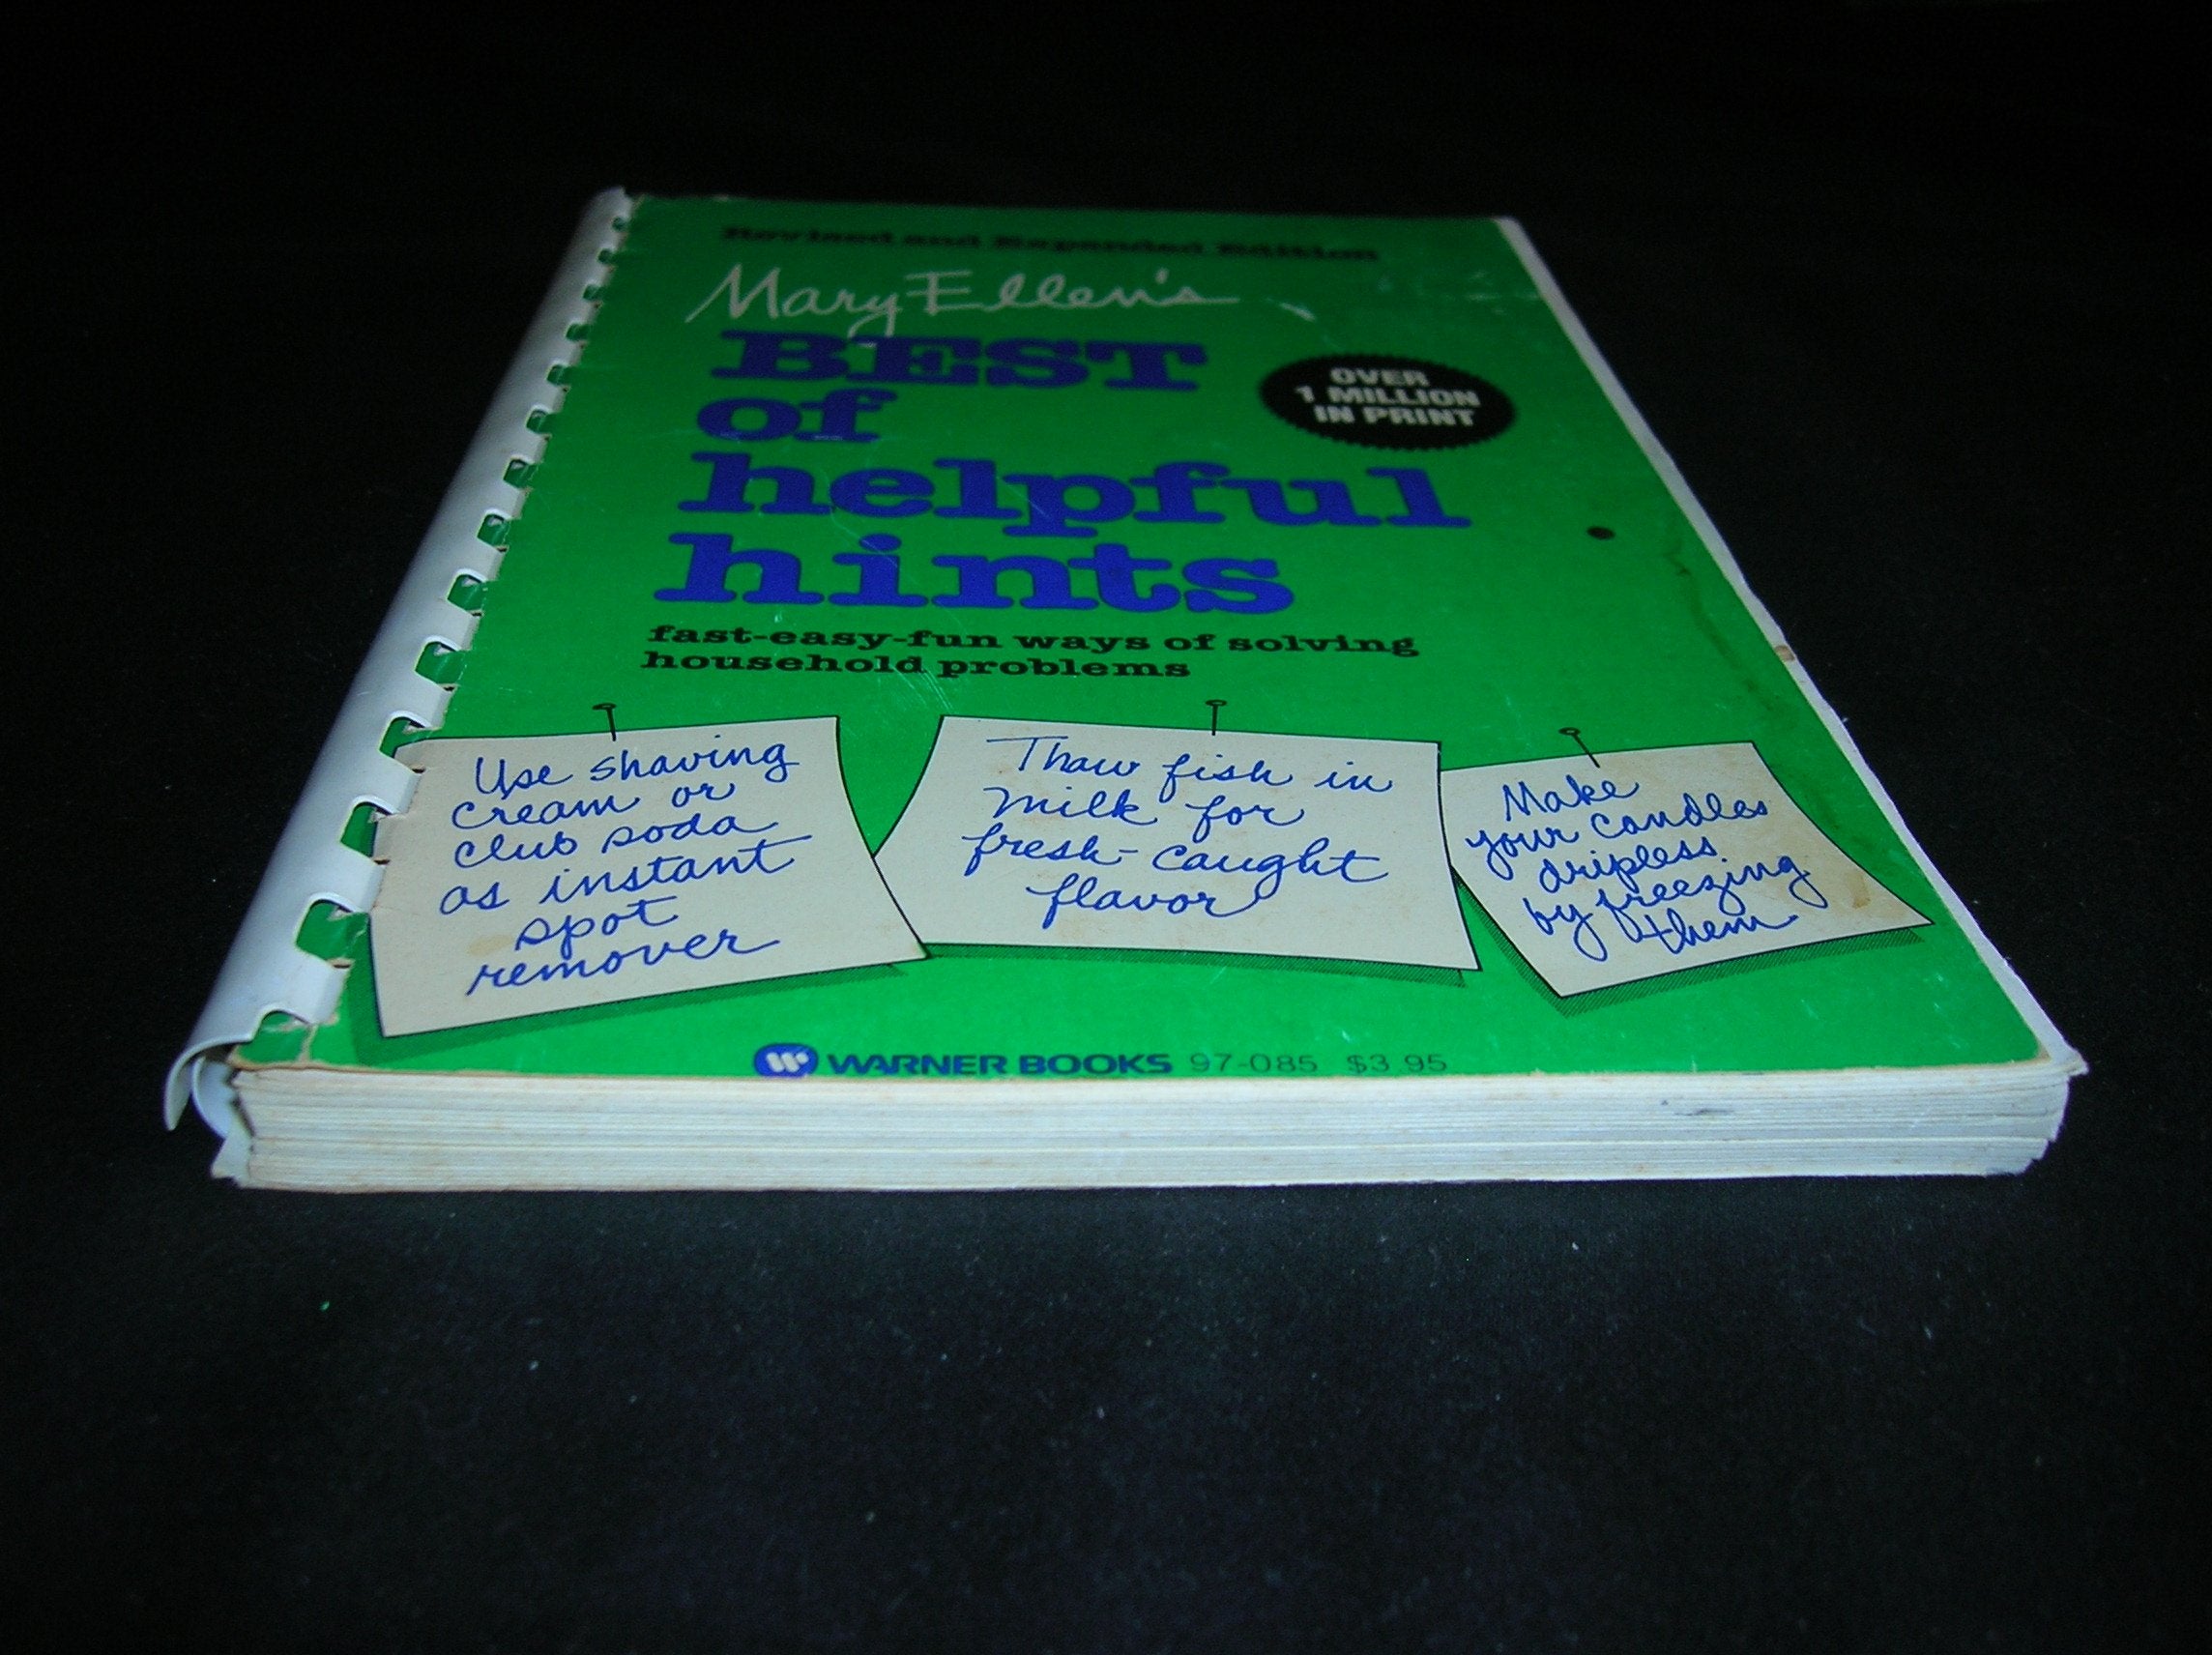 Revised and Expanded Edition
Mary Ellen's
BEST
of
helpful
hints
OVER
1 MILLION
IN PRINT
fast-easy-fun ways of solving
household problems
Use shaving
cream or
club soda
as instant
spot
remover
Thaw fish in
milk for
fresh-caught
flavor
Make
your candles
dripless
by freezing
them
WARNER BOOKS 97-085 $3.95